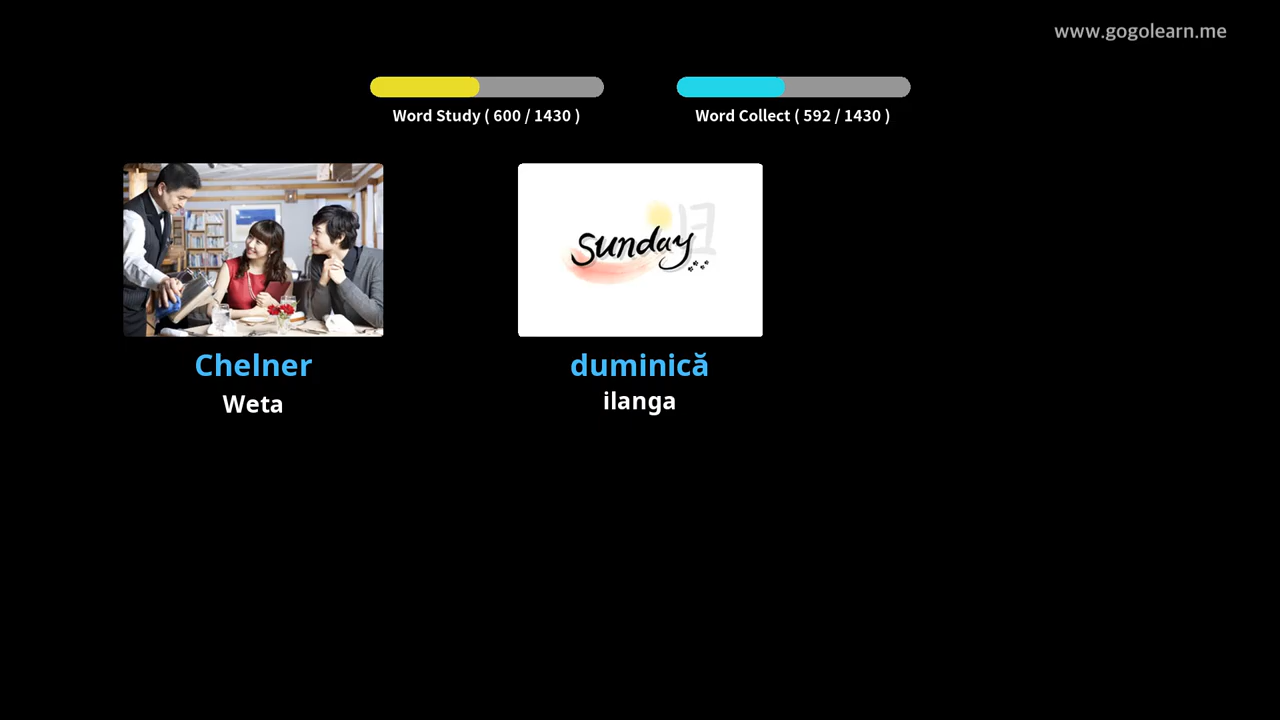 www.gogolearn.me
Word Study ( 600 / 1430 )
Word Collect ( 592 / 1430 )
Sunday
Chelner
duminică
Weta
ilanga